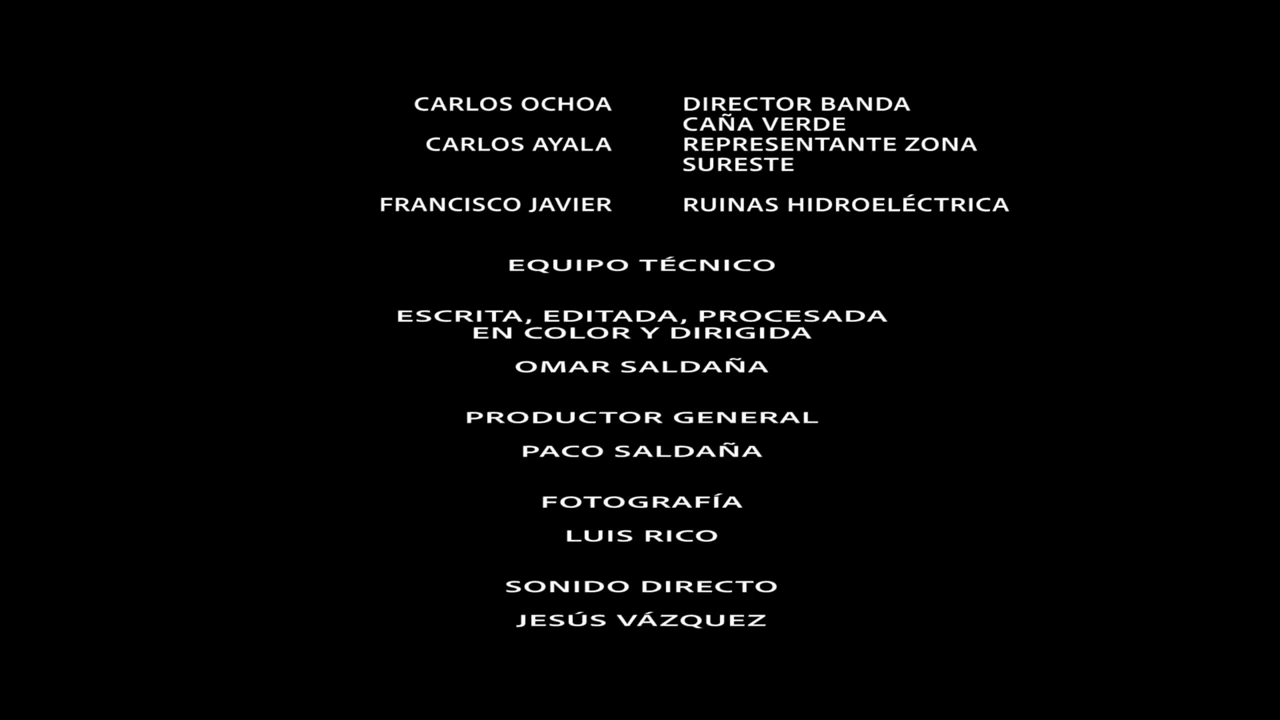 CARLOS OCHOA DIRECTOR BANDA
CAÑA VERDE
CARLOS AYALA REPRESENTANTE ZONA
SURESTE
FRANCISCO JAVIER RUINAS HIDROELÉCTRICA
EQUIPO TÉCNICO
ESCRITA, EDITADA, PROCESADA
EN COLOR Y DIRIGIDA
OMAR SALDAÑA
PRODUCTOR GENERAL
PACO SALDAÑA
FOTOGRAFÍA
LUIS RICO
SONIDO DIRECTO
JESÚS VÁZQUEZ